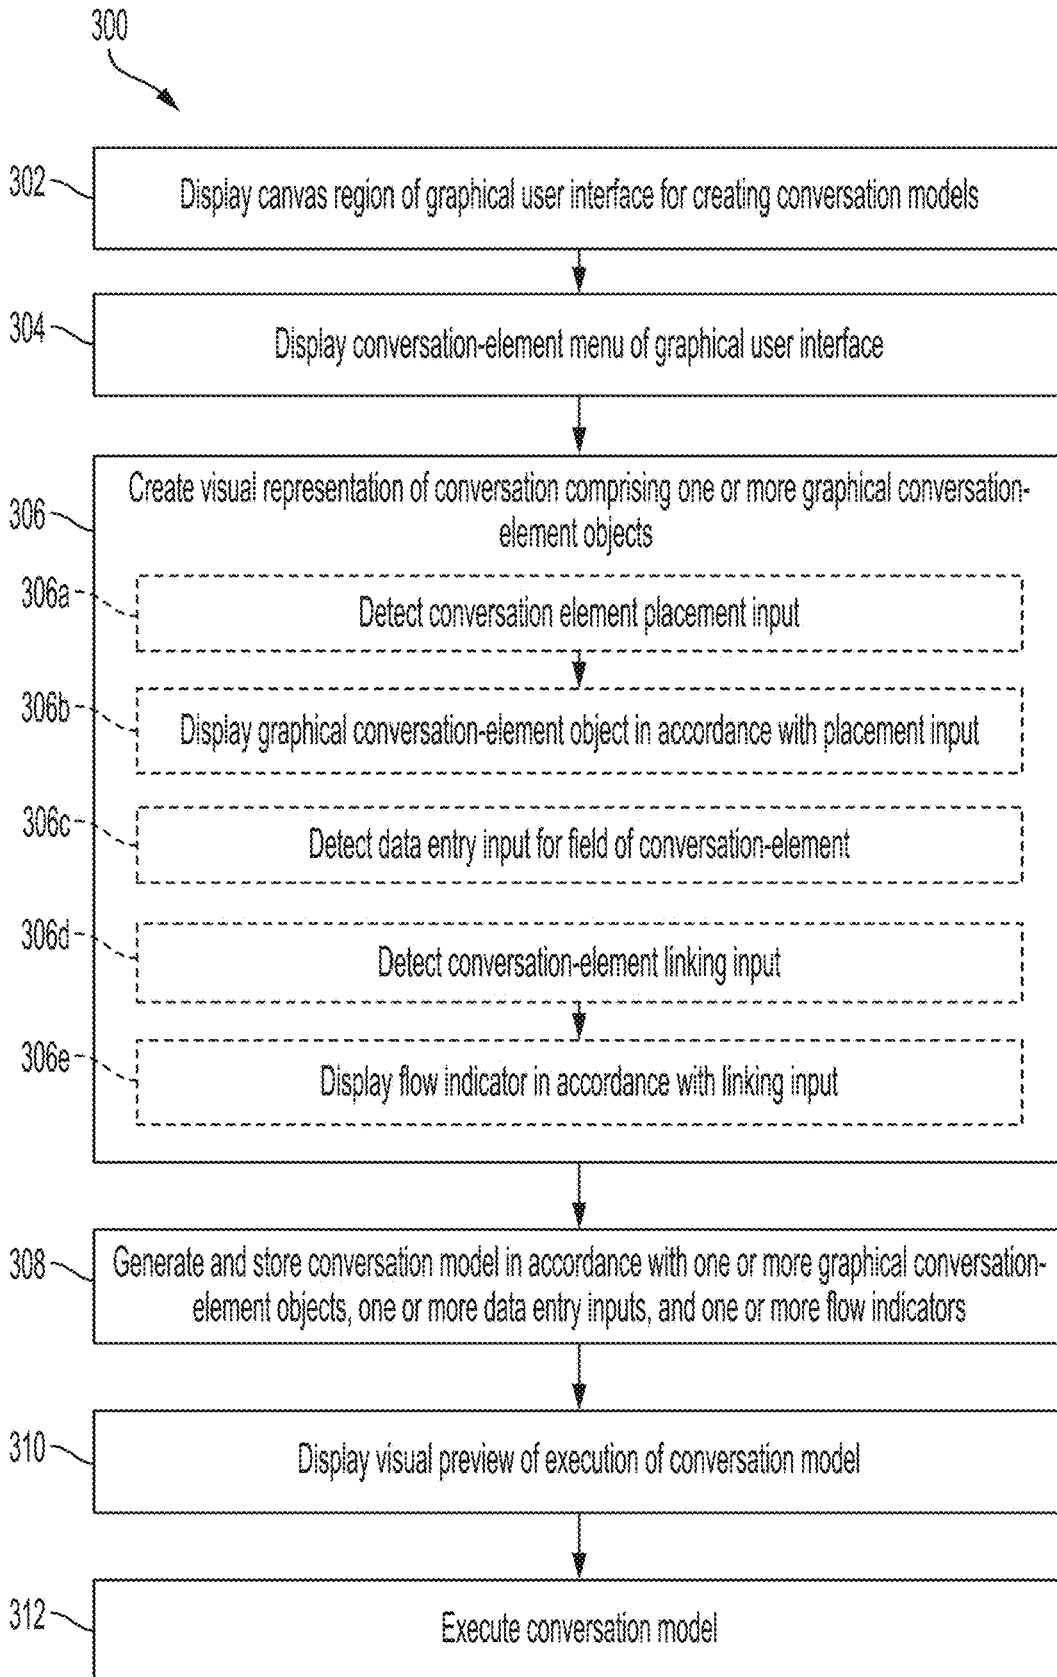 300
302
Display canvas region of graphical user interface for creating conversation models
304
Display conversation-element menu of graphical user interface
306
Create visual representation of conversation comprising one or more graphical conversation-
element objects
306a
Detect conversation element placement input
306b
Display graphical conversation-element object in accordance with placement input
306c
Detect data entry input for field of conversation-element
306d
Detect conversation-element linking input
306e
Display flow indicator in accordance with linking input
308
Generate and store conversation model in accordance with one or more graphical conversation-
element objects, one or more data entry inputs, and one or more flow indicators
310
Display visual preview of execution of conversation model
312
Execute conversation model